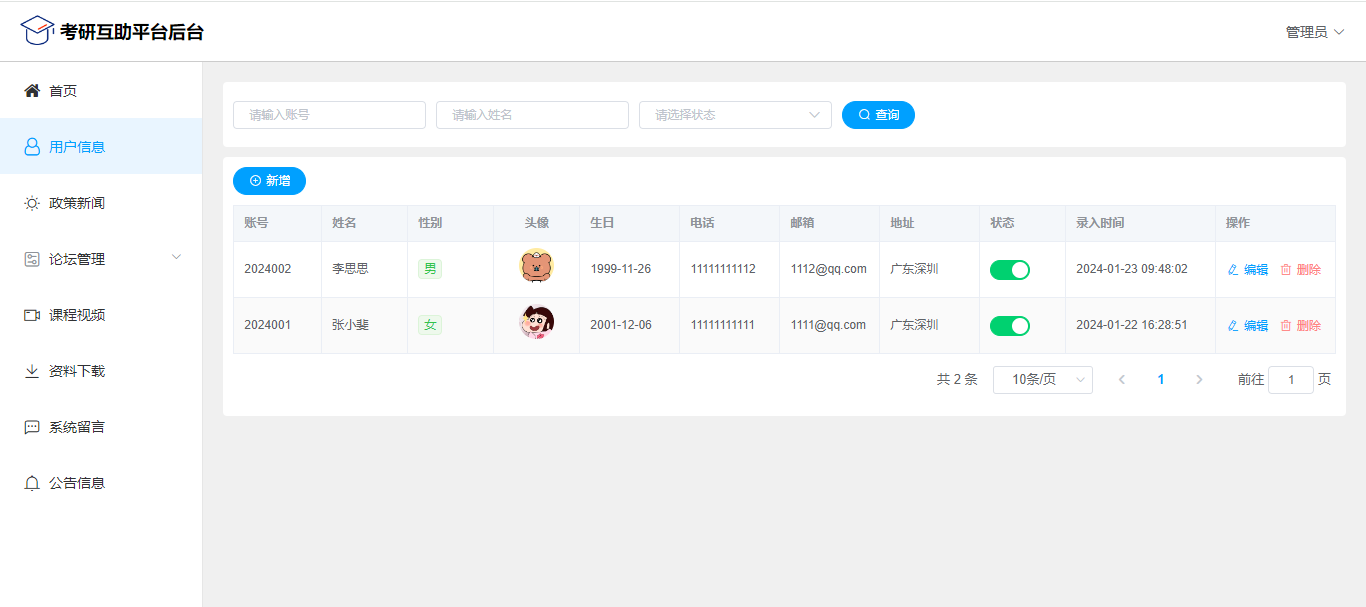 考研互助平台后台
管理员
首页
用户信息
政策新闻
论坛管理
课程视频
资料下载
系统留言
公告信息
请输入账号 请输入姓名 请选择状态 查询
新增
账号 姓名 性别 头像 生日 电话 邮箱 地址 状态 录入时间 操作
2024002 李思思 男 1999-11-26 11111111112 1112@qq.com 广东深圳 2024-01-23 09:48:02 编辑 删除
2024001 张小斐 女 2001-12-06 11111111111 1111@qq.com 广东深圳 2024-01-22 16:28:51 编辑 删除
共 2 条 10条/页 1 前往 1 页